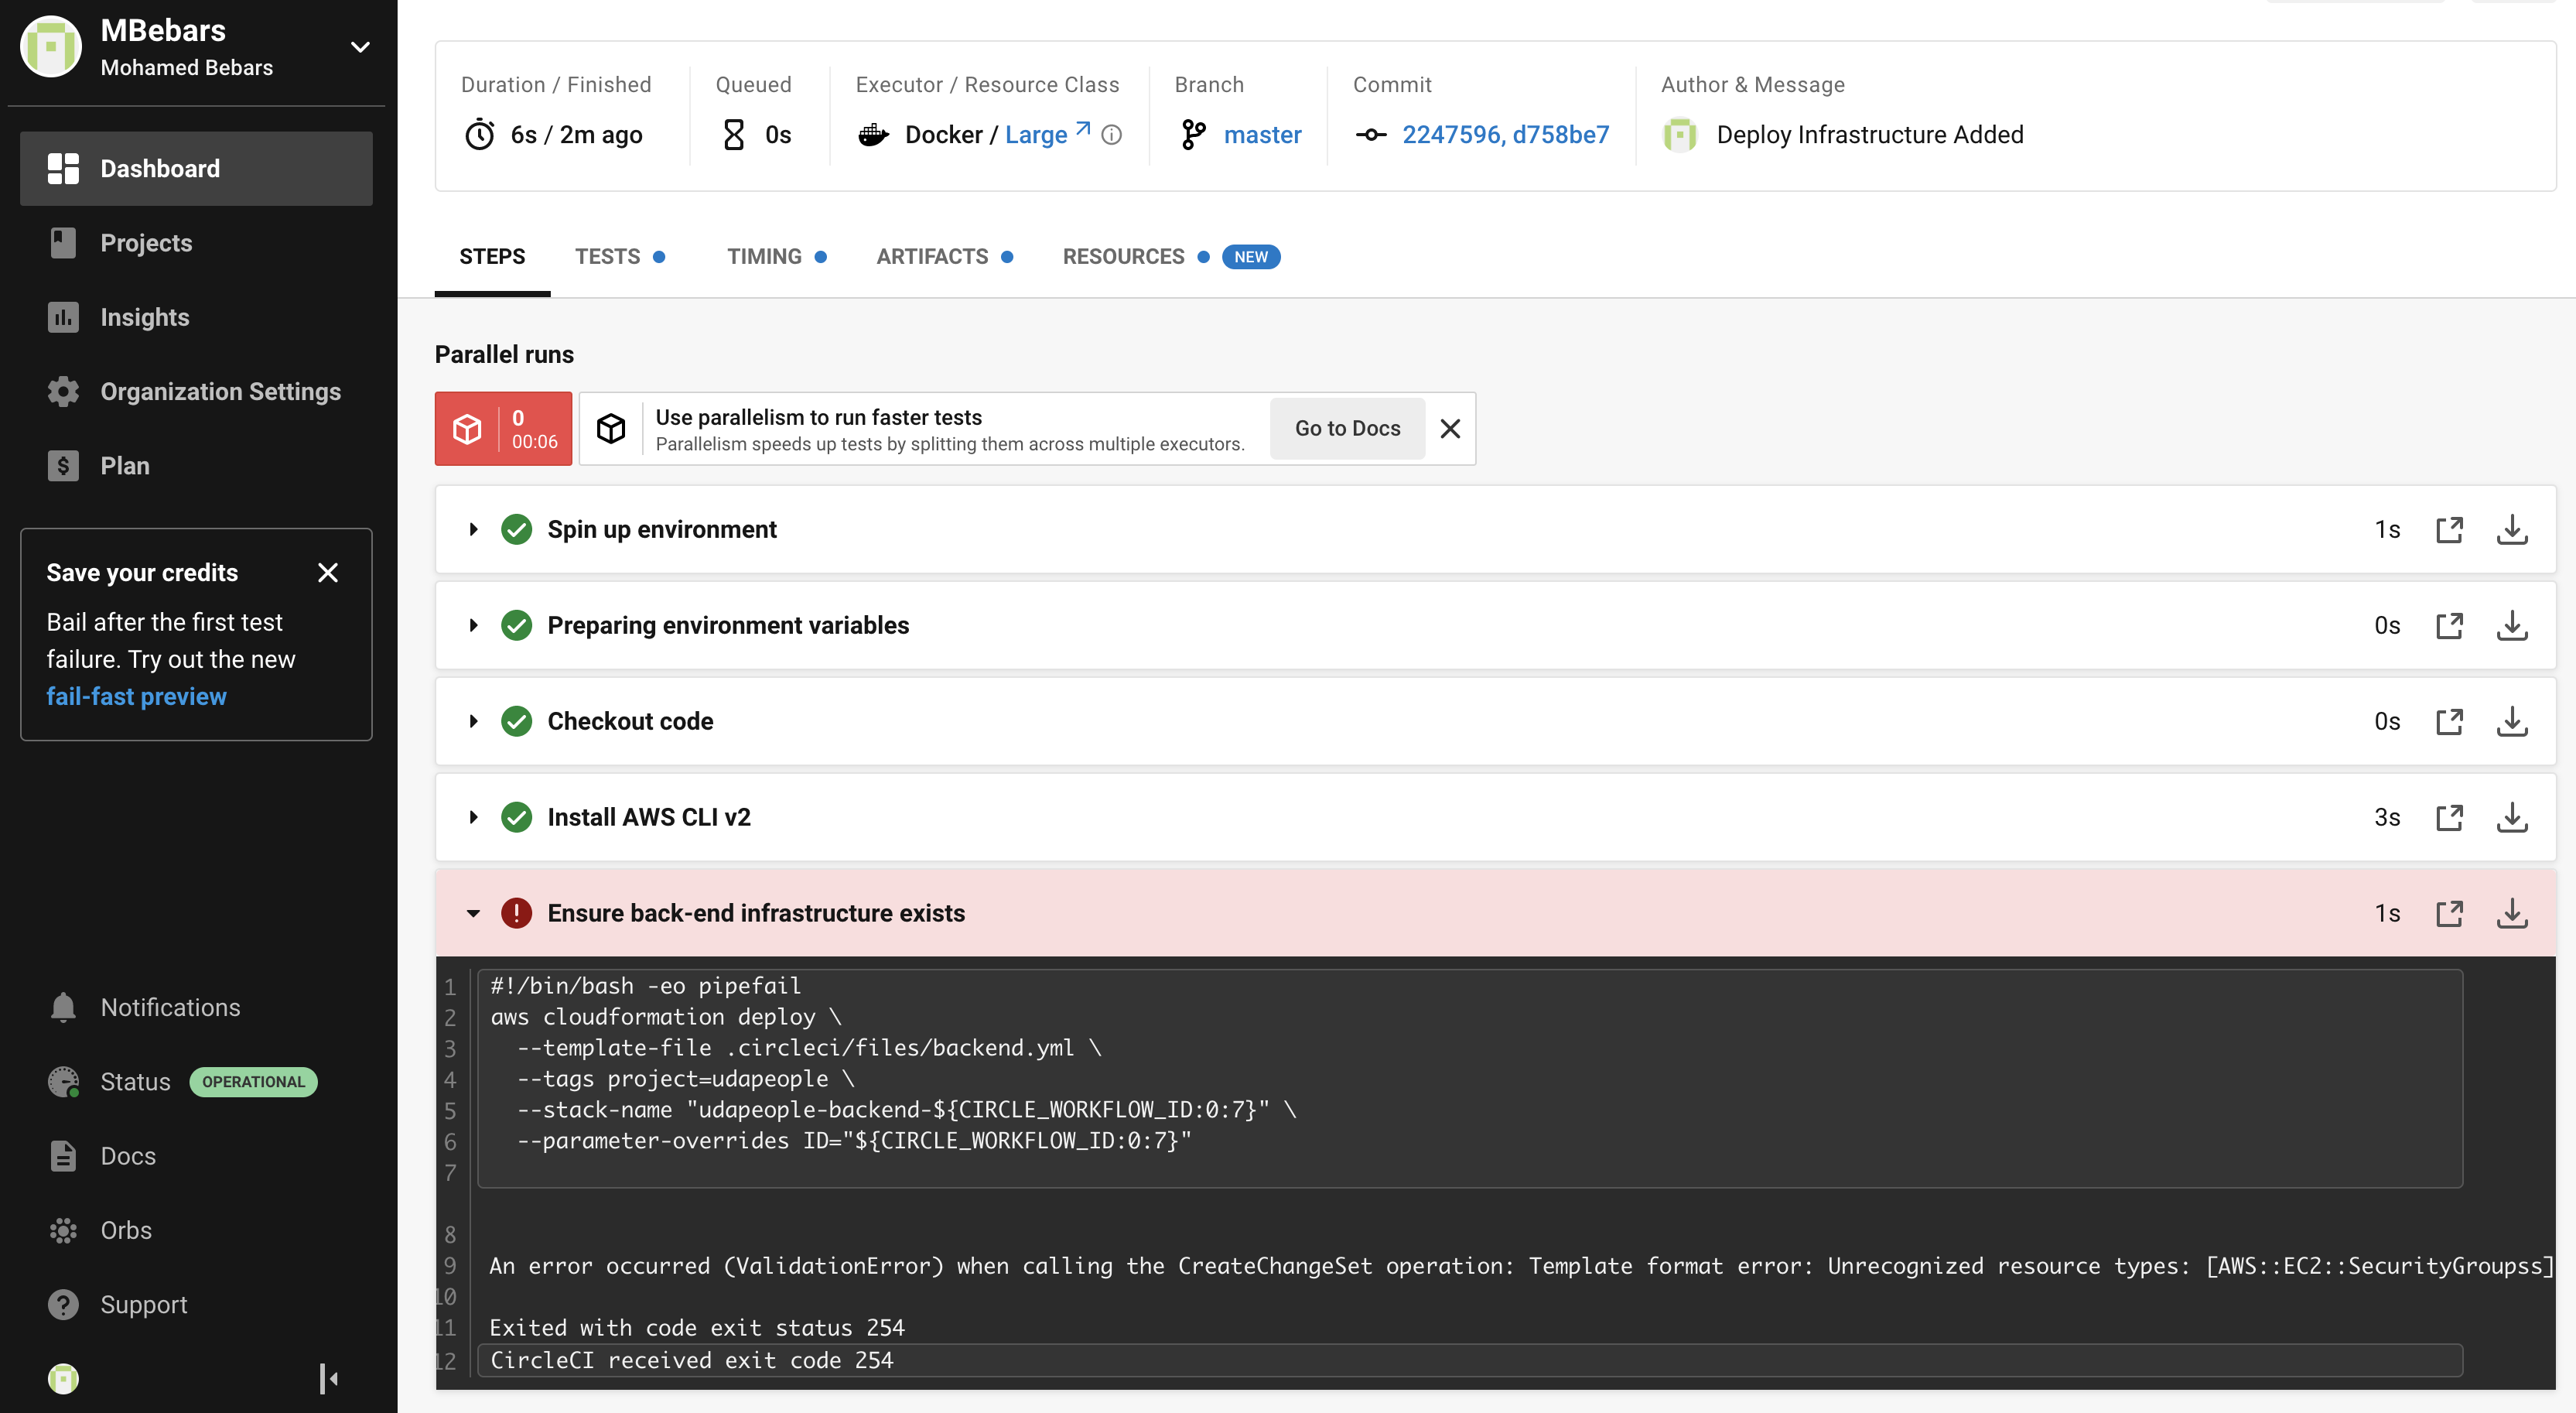 MBebars
Mohamed Bebars
Dashboard
Projects
Insights
Organization Settings
Plan
Save your credits
Bail after the first test
failure. Try out the new
fail-fast preview
Notifications
Status OPERATIONAL
Docs
Orbs
Support
Duration / Finished
6s / 2m ago
Queued
0s
Executor / Resource Class
Docker / Large
Branch
master
Commit
2247596, d758be7
Author & Message
Deploy Infrastructure Added
STEPS TESTS TIMING ARTIFACTS RESOURCES NEW
Parallel runs
0
00:06
Use parallelism to run faster tests
Parallelism speeds up tests by splitting them across multiple executors.
Go to Docs
Spin up environment 1s
Preparing environment variables 0s
Checkout code 0s
Install AWS CLI v2 3s
Ensure back-end infrastructure exists 1s
1 #!/bin/bash -eo pipefail
2 aws cloudformation deploy \
3 --template-file .circleci/files/backend.yml \
4 --tags project=udapeople \
5 --stack-name "udapeople-backend-${CIRCLE_WORKFLOW_ID:0:7}" \
6 --parameter-overrides ID="${CIRCLE_WORKFLOW_ID:0:7}"
7
8
9 An error occurred (ValidationError) when calling the CreateChangeSet operation: Template format error: Unrecognized resource types: [AWS::EC2::SecurityGroupss]
10
11 Exited with code exit status 254
12 CircleCI received exit code 254